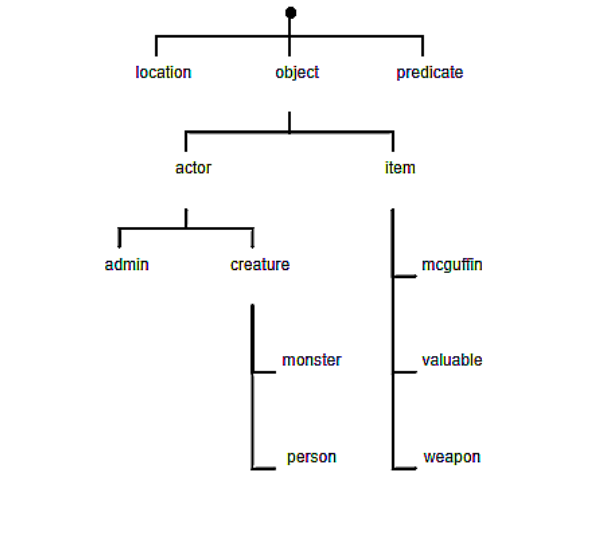 location object predicate
actor item
admin creature mcguffin
monster valuable
person weapon